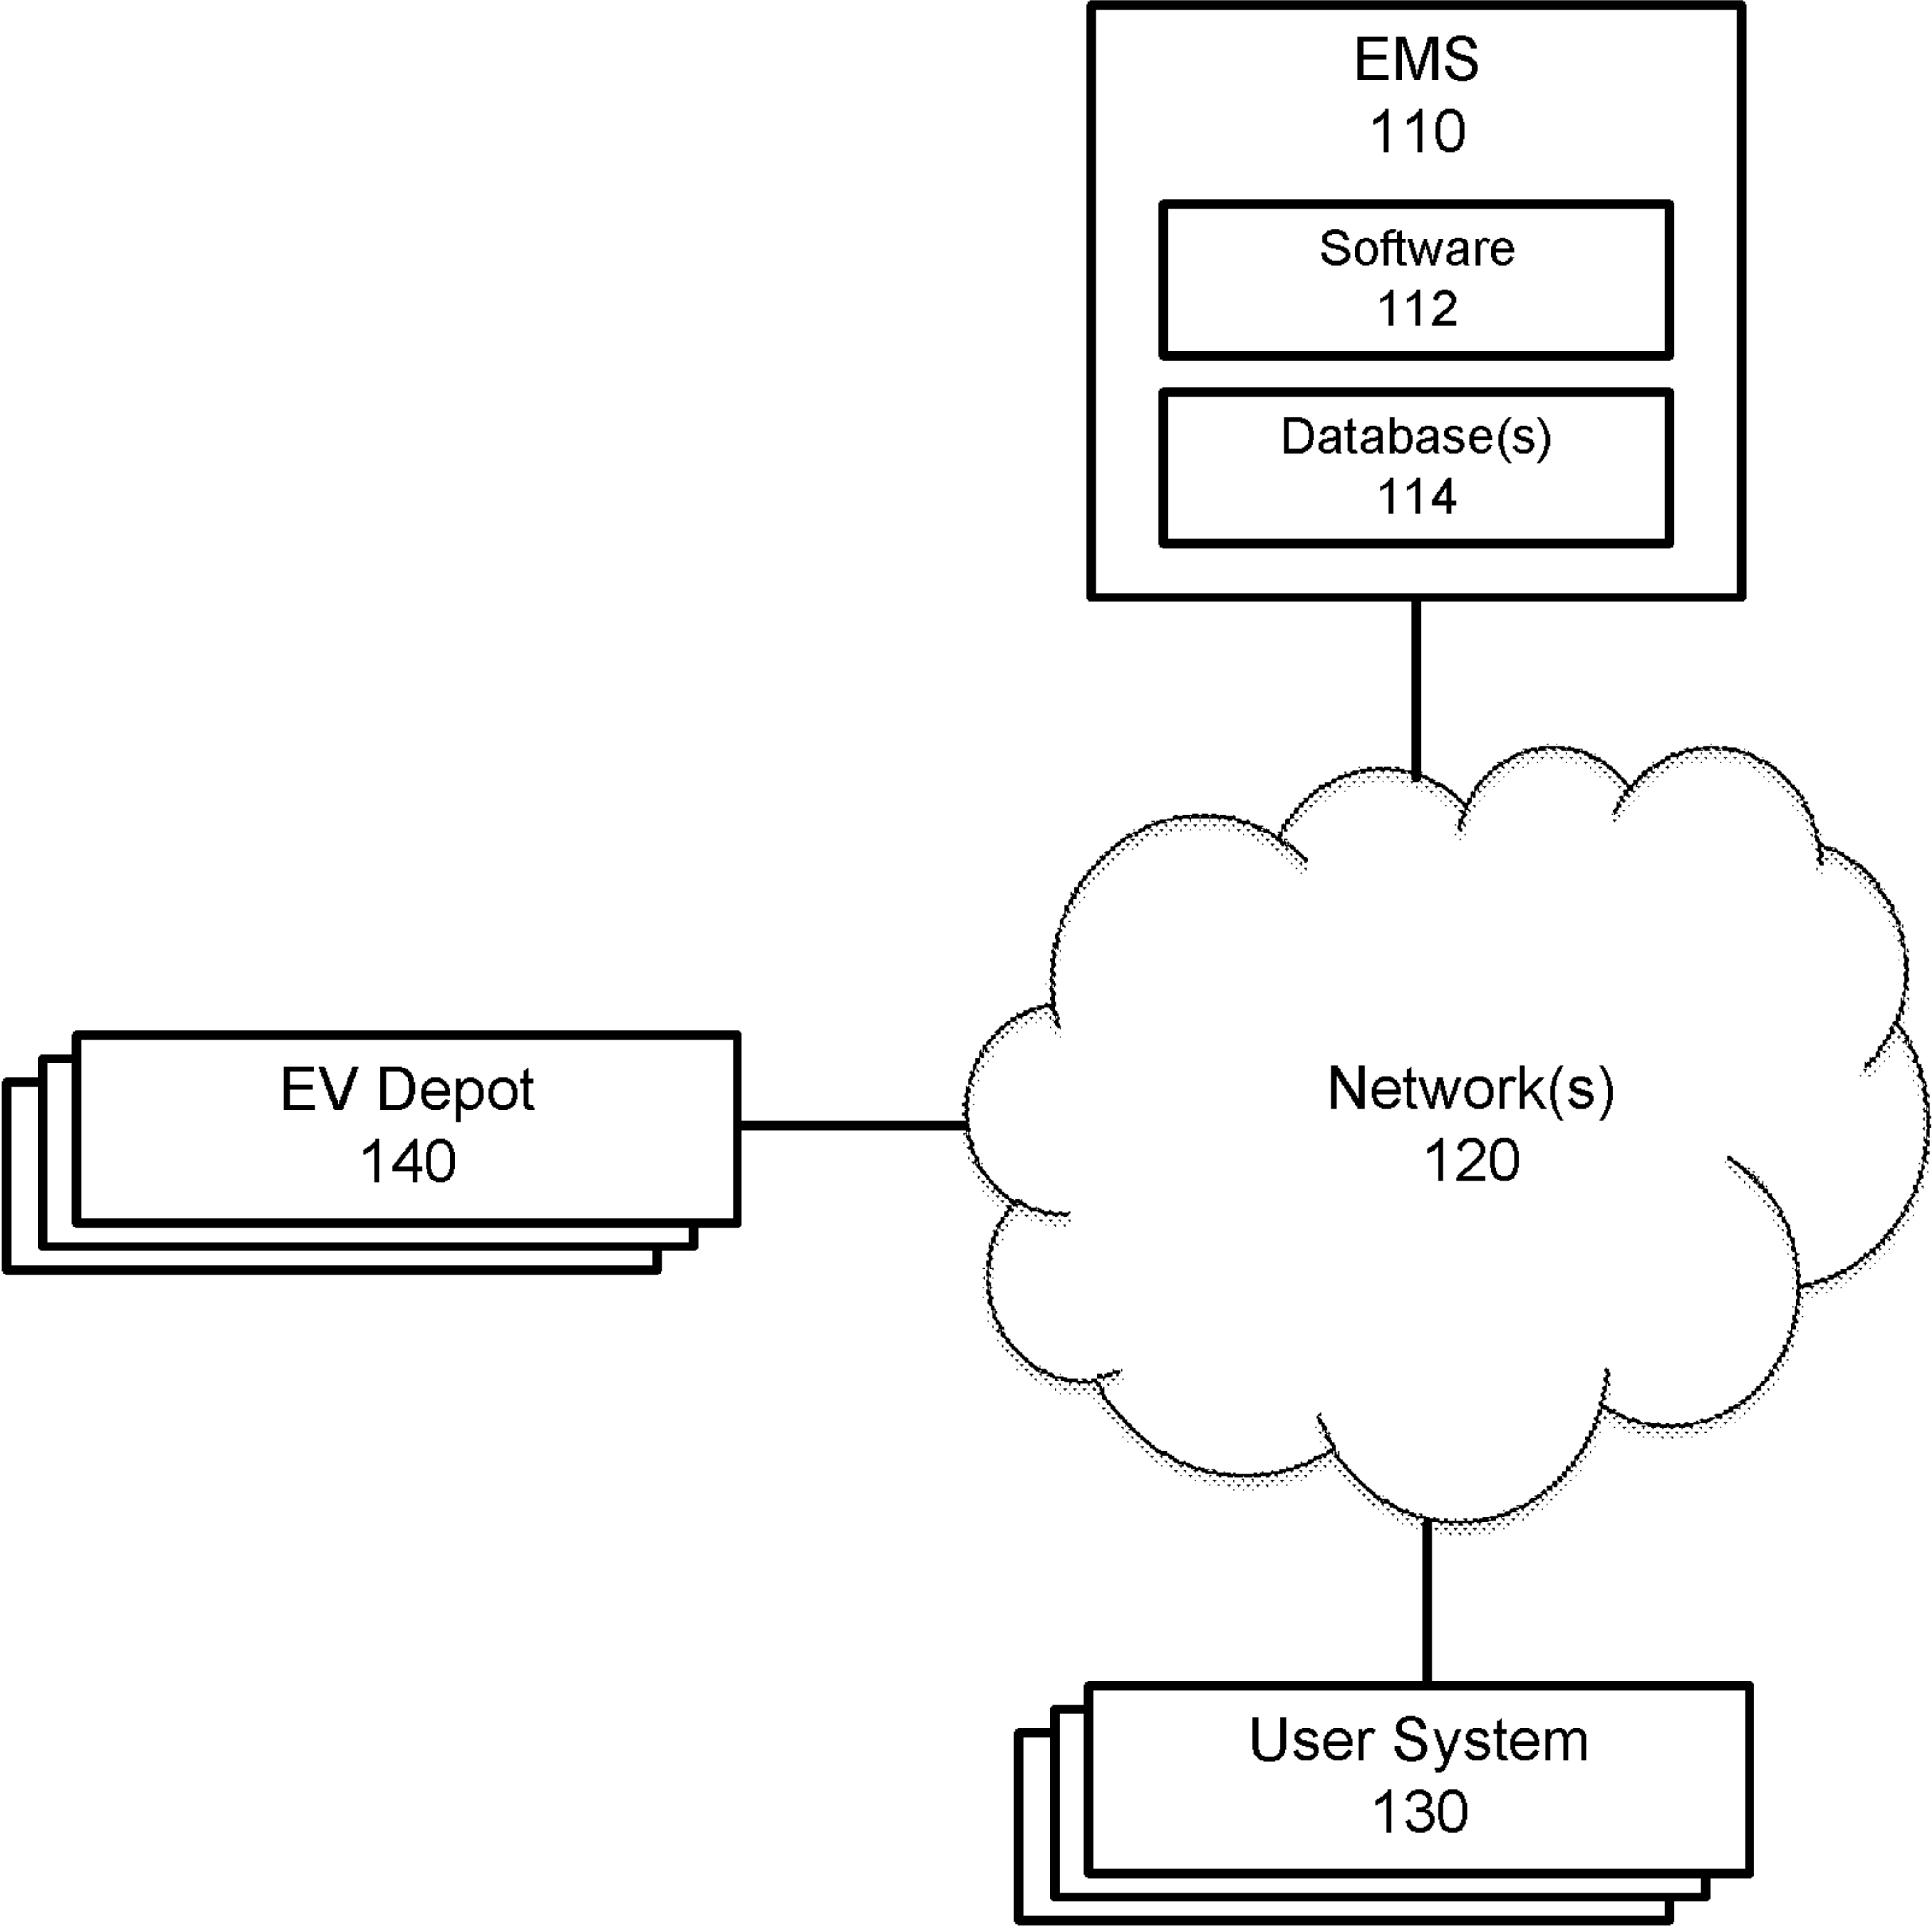 EMS
110
Software
112
Database(s)
114
EV Depot
140
Network(s)
120
User System
130